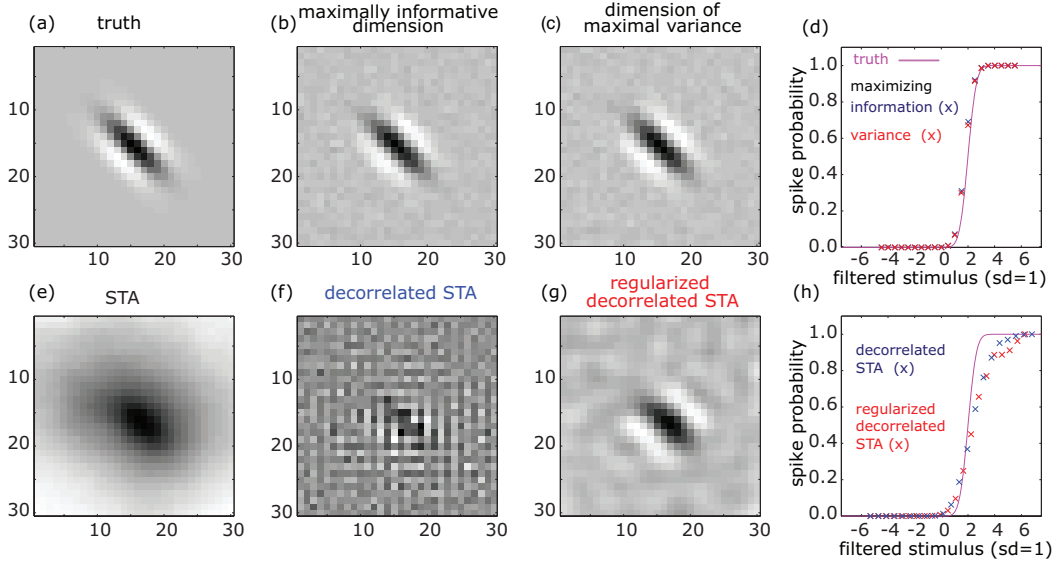 (a) truth
(b) maximally informative
dimension
(c) dimension of
maximal variance
(d)
10
20
30
10 20 30
10
20
30
10 20 30
10
20
30
10 20 30
spike probability
1.0
0.8
0.6
0.4
0.2
0.0
-6 -4 -2 0 2 4 6
filtered stimulus (sd=1)
truth
maximizing
information (x)
variance (x)
(e) STA
(f) decorrelated STA
(g) regularized
decorrelated STA
(h)
10
20
30
10 20 30
10
20
30
10 20 30
10
20
30
10 20 30
spike probability
1.0
0.8
0.6
0.4
0.2
0.0
-6 -4 -2 0 2 4 6
filtered stimulus (sd=1)
decorrelated
STA (x)
regularized
decorrelated
STA (x)